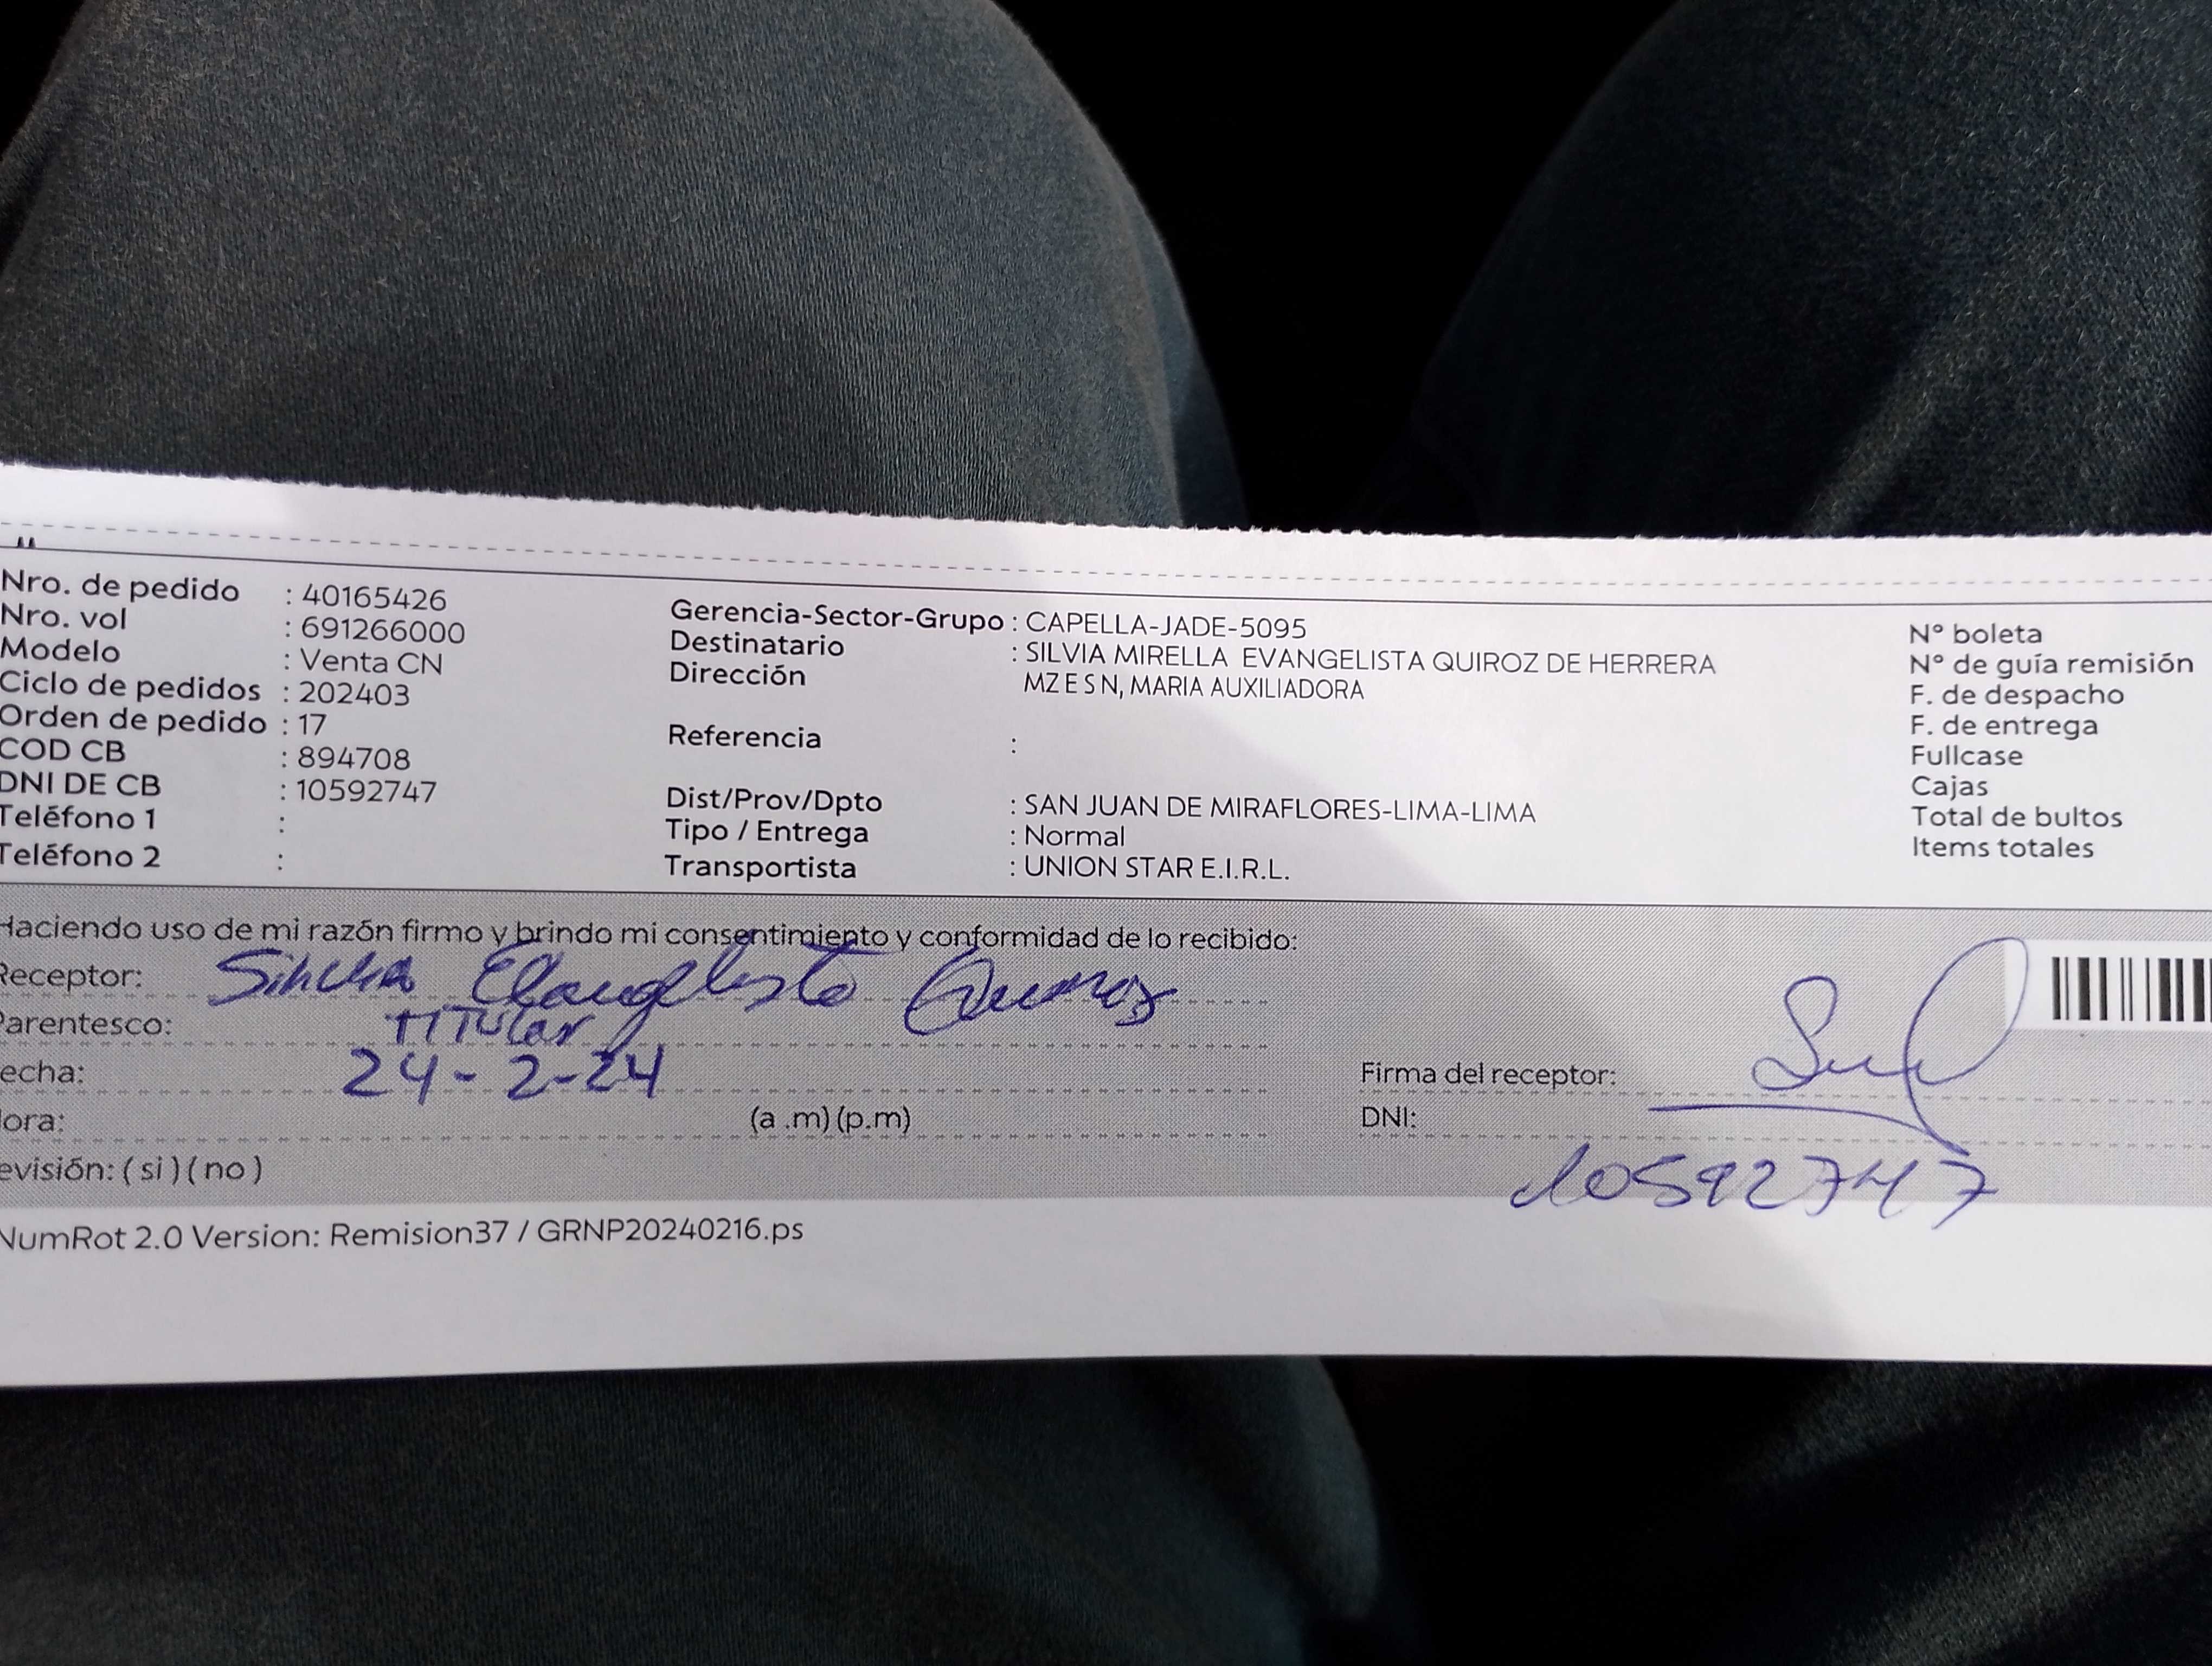 Nro. de pedido : 40165426
Nro. vol : 691266000
Modelo : Venta CN
Ciclo de pedidos : 202403
Orden de pedido : 17
COD CB : 894708
DNI DE CB : 10592747
Teléfono 1 :
Teléfono 2 :
Gerencia-Sector-Grupo : CAPELLA-JADE-5095
Destinatario : SILVIA MIRELLA EVANGELISTA QUIROZ DE HERRERA
Dirección MZ E S N, MARIA AUXILIADORA
Referencia :
Dist/Prov/Dpto : SAN JUAN DE MIRAFLORES-LIMA-LIMA
Tipo / Entrega : Normal
Transportista : UNION STAR E.I.R.L.
N° boleta
N° de guía remisión
F. de despacho
F. de entrega
Fullcase
Cajas
Total de bultos
Items totales
Haciendo uso de mi razón firmo y brindo mi consentimiento y conformidad de lo recibido:
Receptor: Silvia Evangelista Quiroz
Parentesco: TITular
echa: 24-2-24
ora: (a .m) (p.m)
evisión: ( si ) ( no )
Firma del receptor:
DNI: 10592747
NumRot 2.0 Version: Remision37 / GRNP20240216.ps